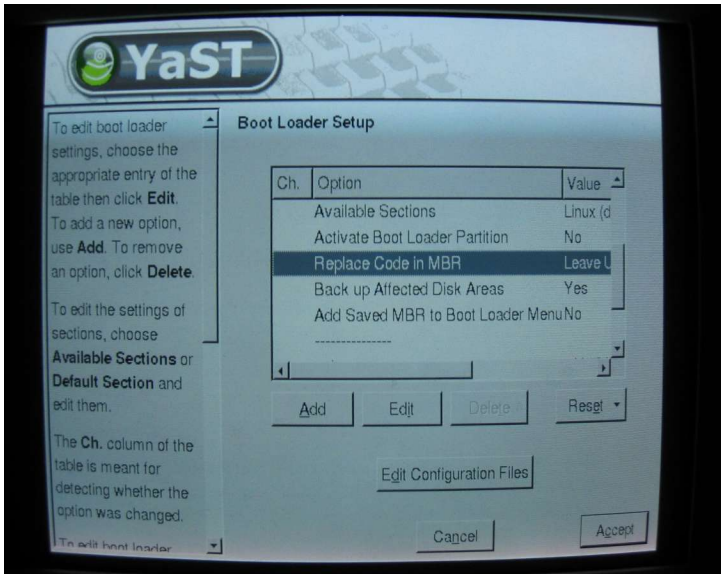 YaST
To edit boot loader
settings, choose the
appropriate entry of the
table then click Edit.
To add a new option,
use Add. To remove
an option, click Delete.
To edit the settings of
sections, choose
Available Sections or
Default Section and
edit them.
The Ch. column of the
table is meant for
detecting whether the
option was changed.
To edit boot loader
Boot Loader Setup
Ch. Option Value
Available Sections Linux (d
Activate Boot Loader Partition No
Replace Code in MBR Leave U
Back up Affected Disk Areas Yes
Add Saved MBR to Boot Loader Menu No
---------------
Add Edit Delete Reset
Edit Configuration Files
Cancel Accept